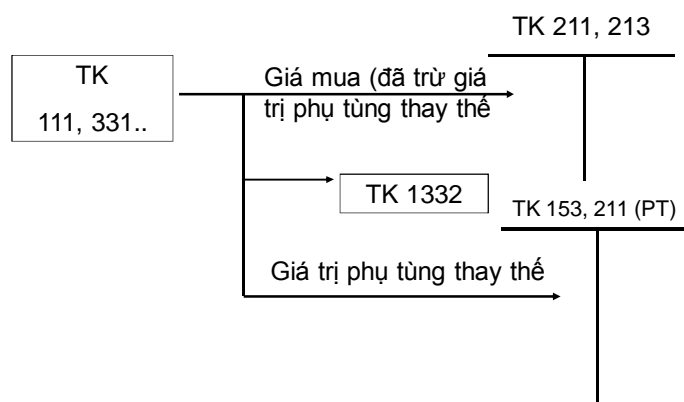 TK 211, 213
TK
111, 331..
Giá mua (đã trừ giá
trị phụ tùng thay thế
TK 1332
TK 153, 211 (PT)
Giá trị phụ tùng thay thế